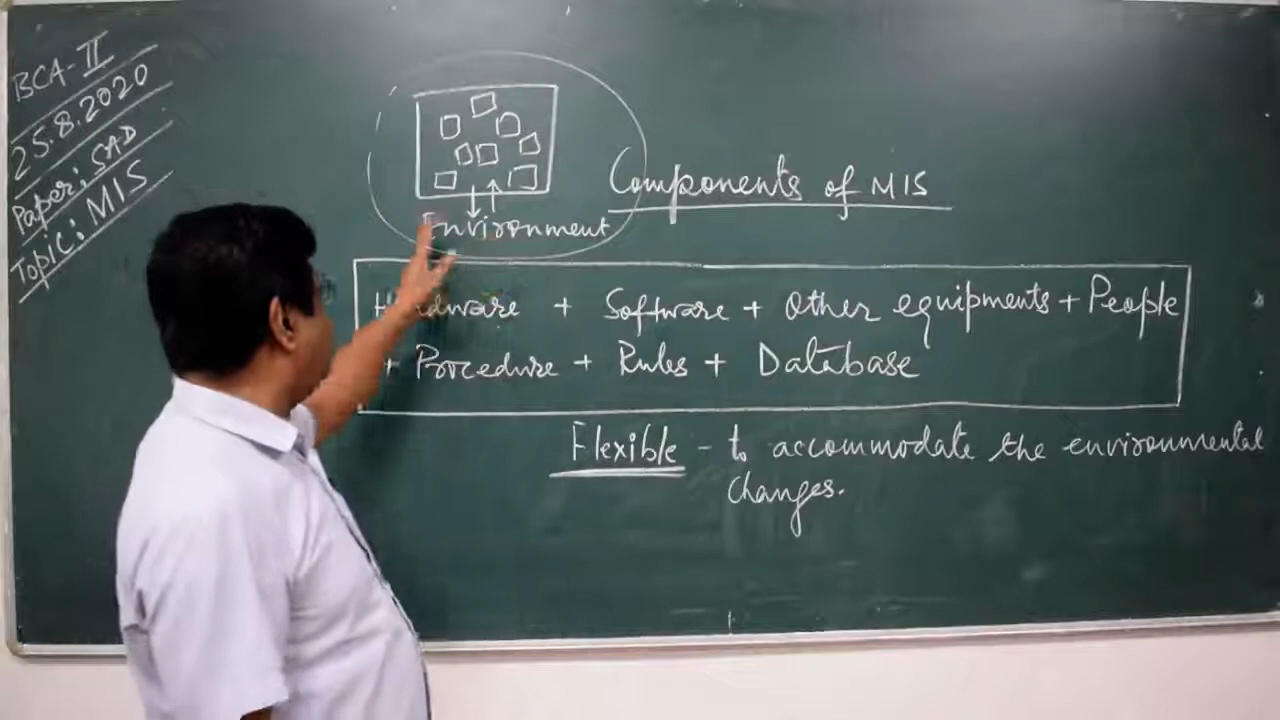 BCA-II
25.8.2020
Paper: SAD
Topic: MIS
Environment
Components of MIS
Hardware + Software + Other equipments + People
+ Procedure + Rules + Database
Flexible - to accommodate the environmental
changes.